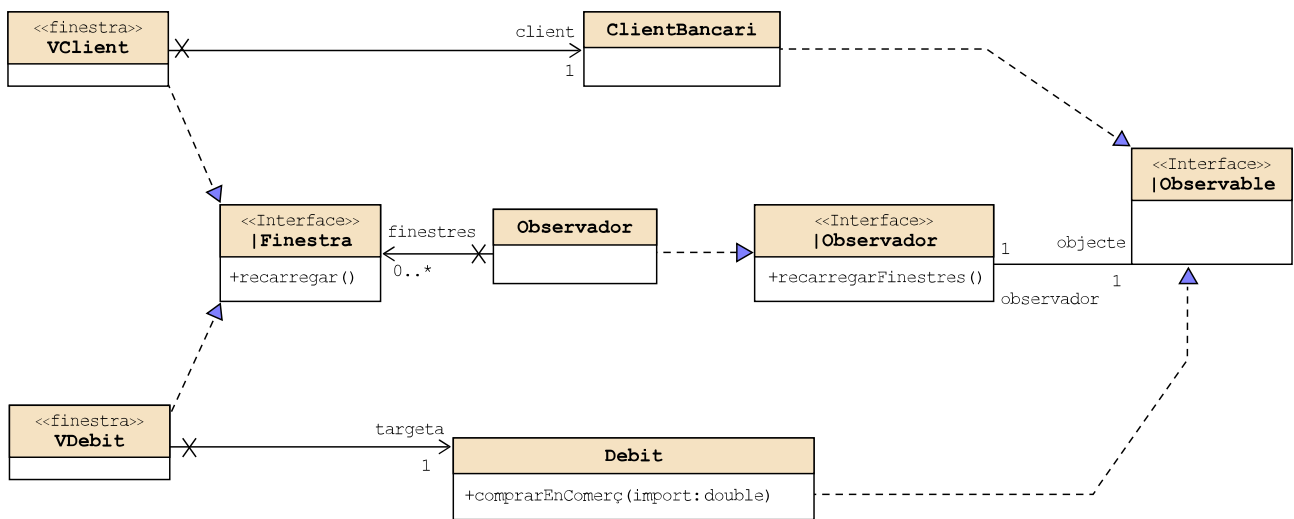 <<finestra>>
VClient
client
1
ClientBancari
<<Interface>>
|Observable
<<Interface>>
|Finestra
+recarregar()
finestres
0..*
Observador
<<Interface>>
|Observador
+recarregarFinestres()
1
objecte
1
observador
<<finestra>>
VDebit
targeta
1
Debit
+comprarEnComerç(import:double)